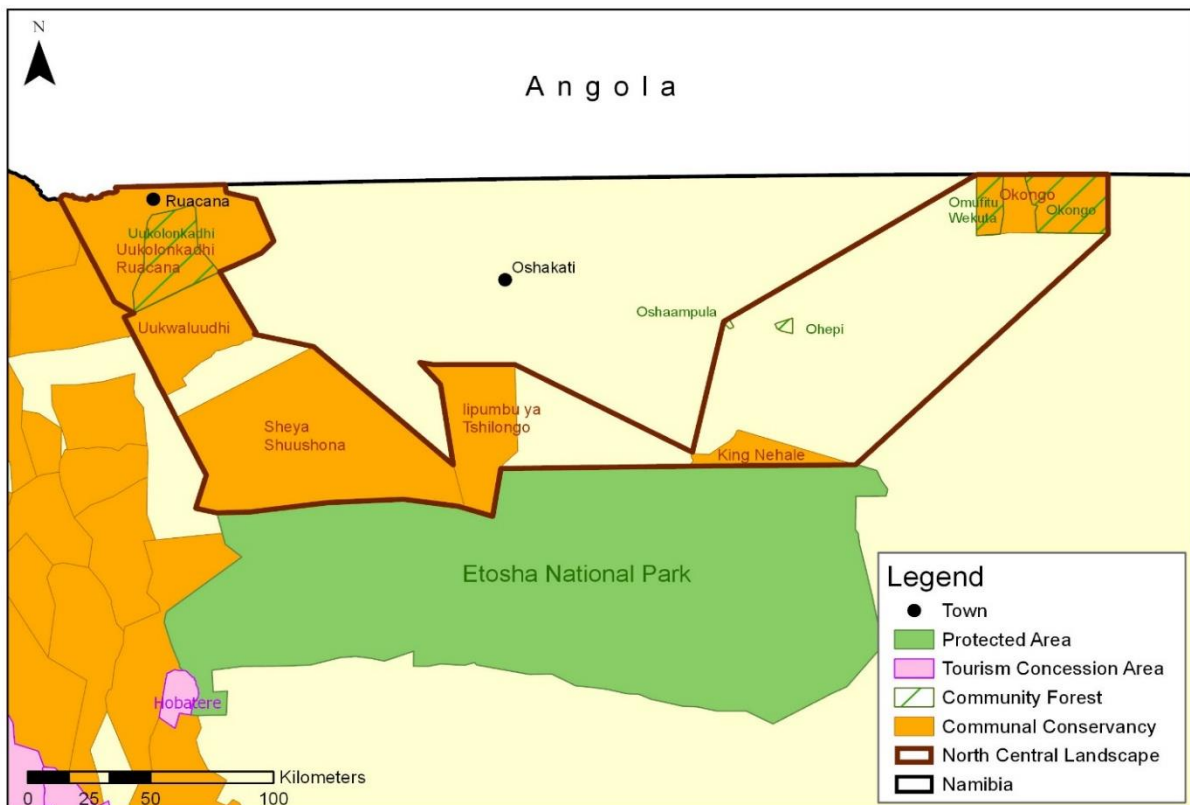 N
Angola
Ruacana
Uukolonkadhi
Uukolonkadhi
Ruacana
Uukwaluudhi
Oshakati
Omufitu
Wekuta
Okongo
Okongo
Oshaampula
Ohepi
Sheya
Shuushona
Iipumbu ya
Tshilongo
King Nehale
Etosha National Park
Hobatere
Kilometers
0 25 50 100
Legend
Town
Protected Area
Tourism Concession Area
Community Forest
Communal Conservancy
North Central Landscape
Namibia